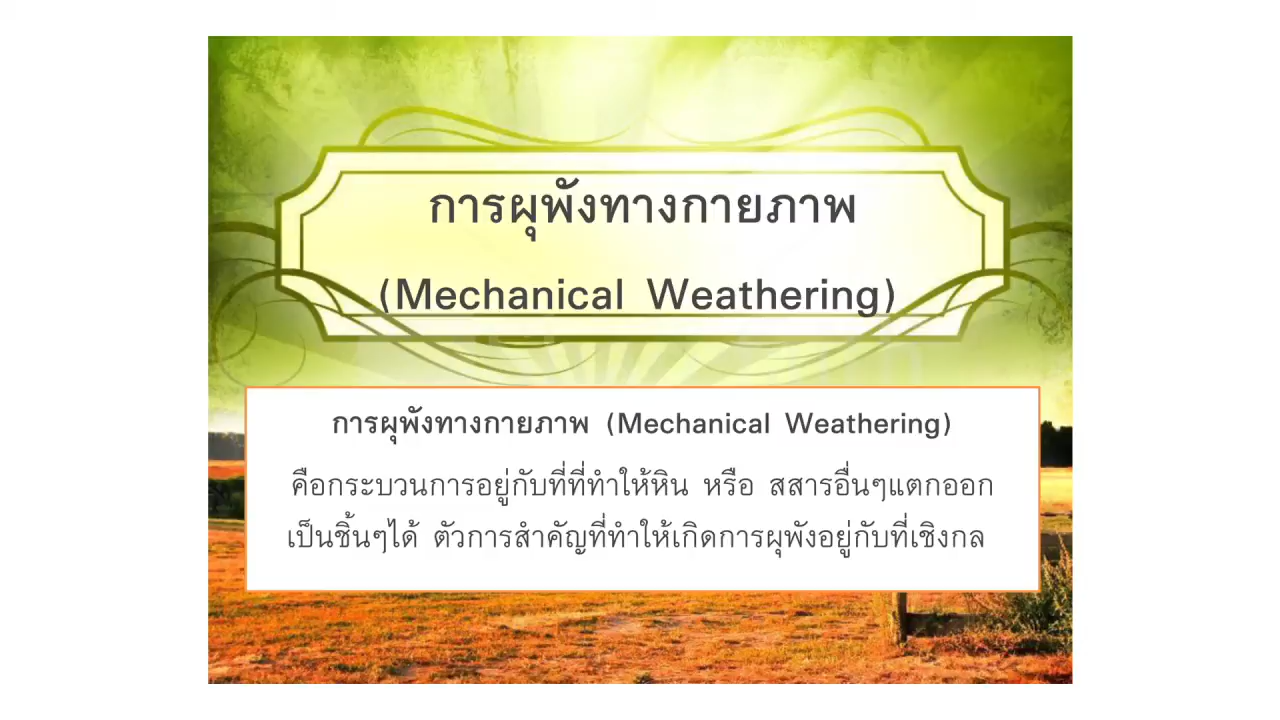 การผุพังทางกายภาพ
(Mechanical Weathering)
การผุพังทางกายภาพ (Mechanical Weathering)
คือกระบวนการอยู่กับที่ที่ทำให้หิน หรือ สสารอื่นๆแตกออก
เป็นชิ้นๆได้ ตัวการสำคัญที่ทำให้เกิดการผุพังอยู่กับที่เชิงกล